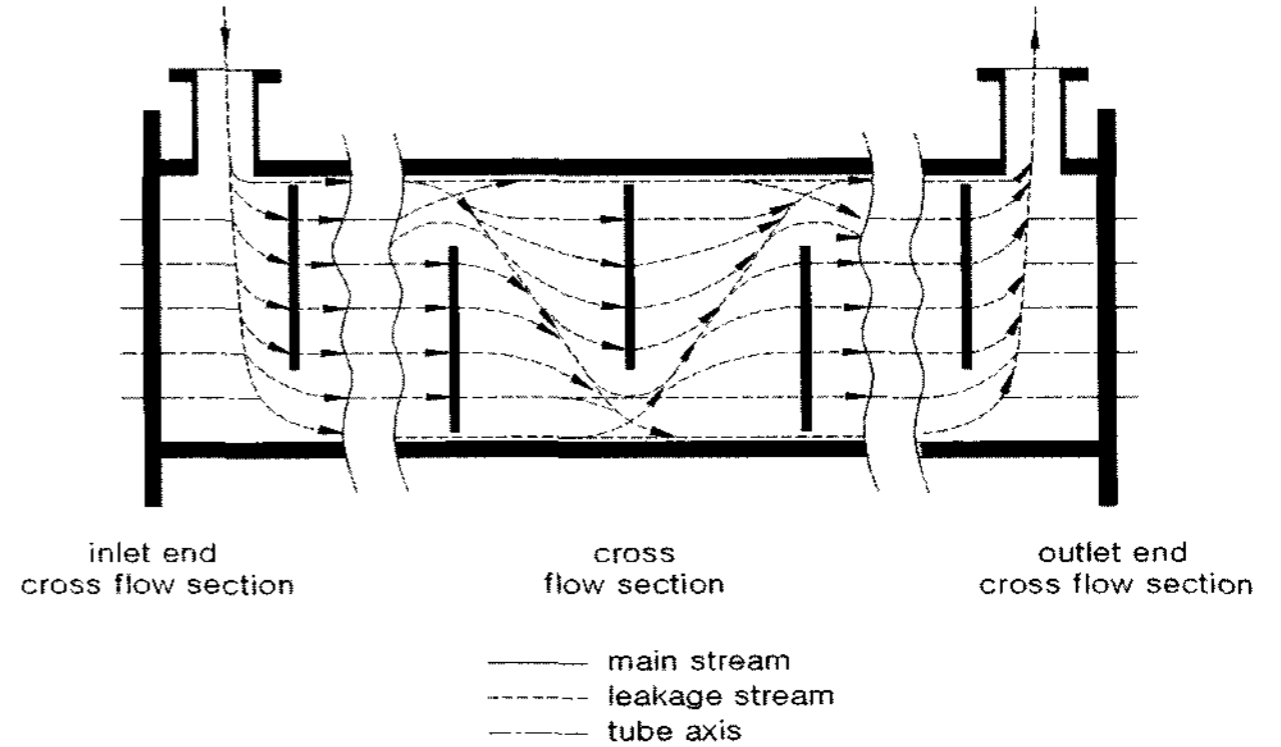 inlet end
cross flow section
cross
flow section
outlet end
cross flow section
main stream
leakage stream
tube axis